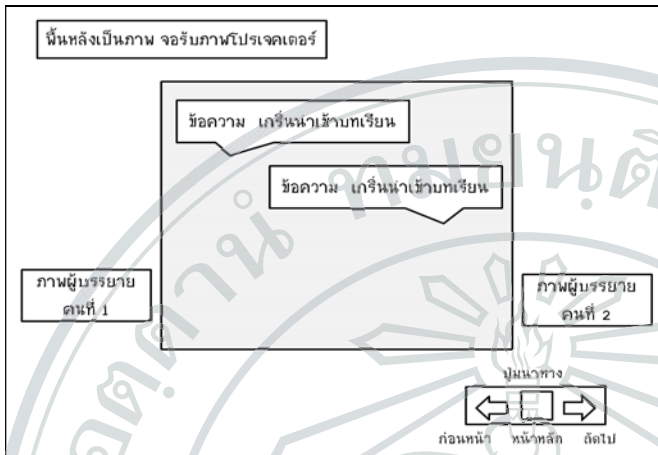 พื้นหลังเป็นภาพ จอรับภาพโปรเจคเตอร์
ข้อความ เกริ่นนำเข้าบทเรียน
ข้อความ เกริ่นนำเข้าบทเรียน
ภาพผู้บรรยาย
คนที่ 1
ภาพผู้บรรยาย
คนที่ 2
ปุ่มนำทาง
ก่อนหน้า หน้าหลัก ถัดไป